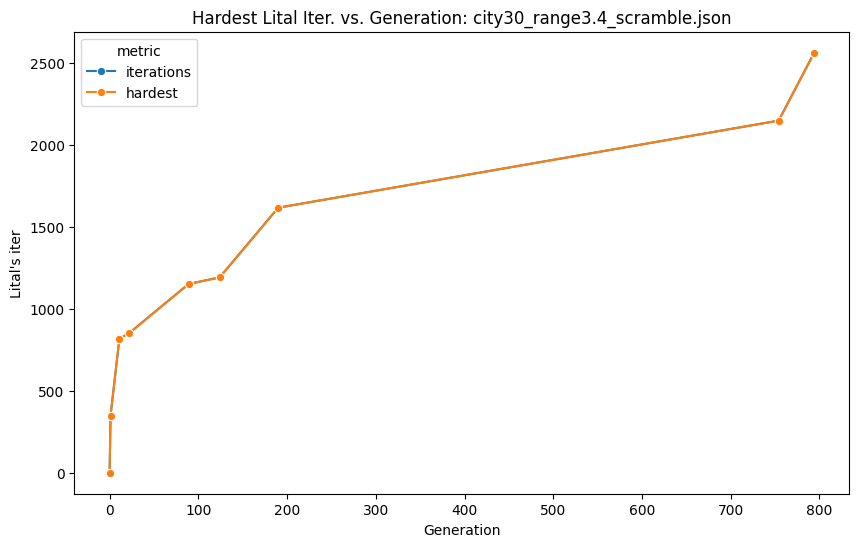 Hardest Lital Iter. vs. Generation: city30_range3.4_scramble.json
metric
iterations
hardest
2500
2000
1500
1000
500
0
Lital's iter
0 100 200 300 400 500 600 700 800
Generation